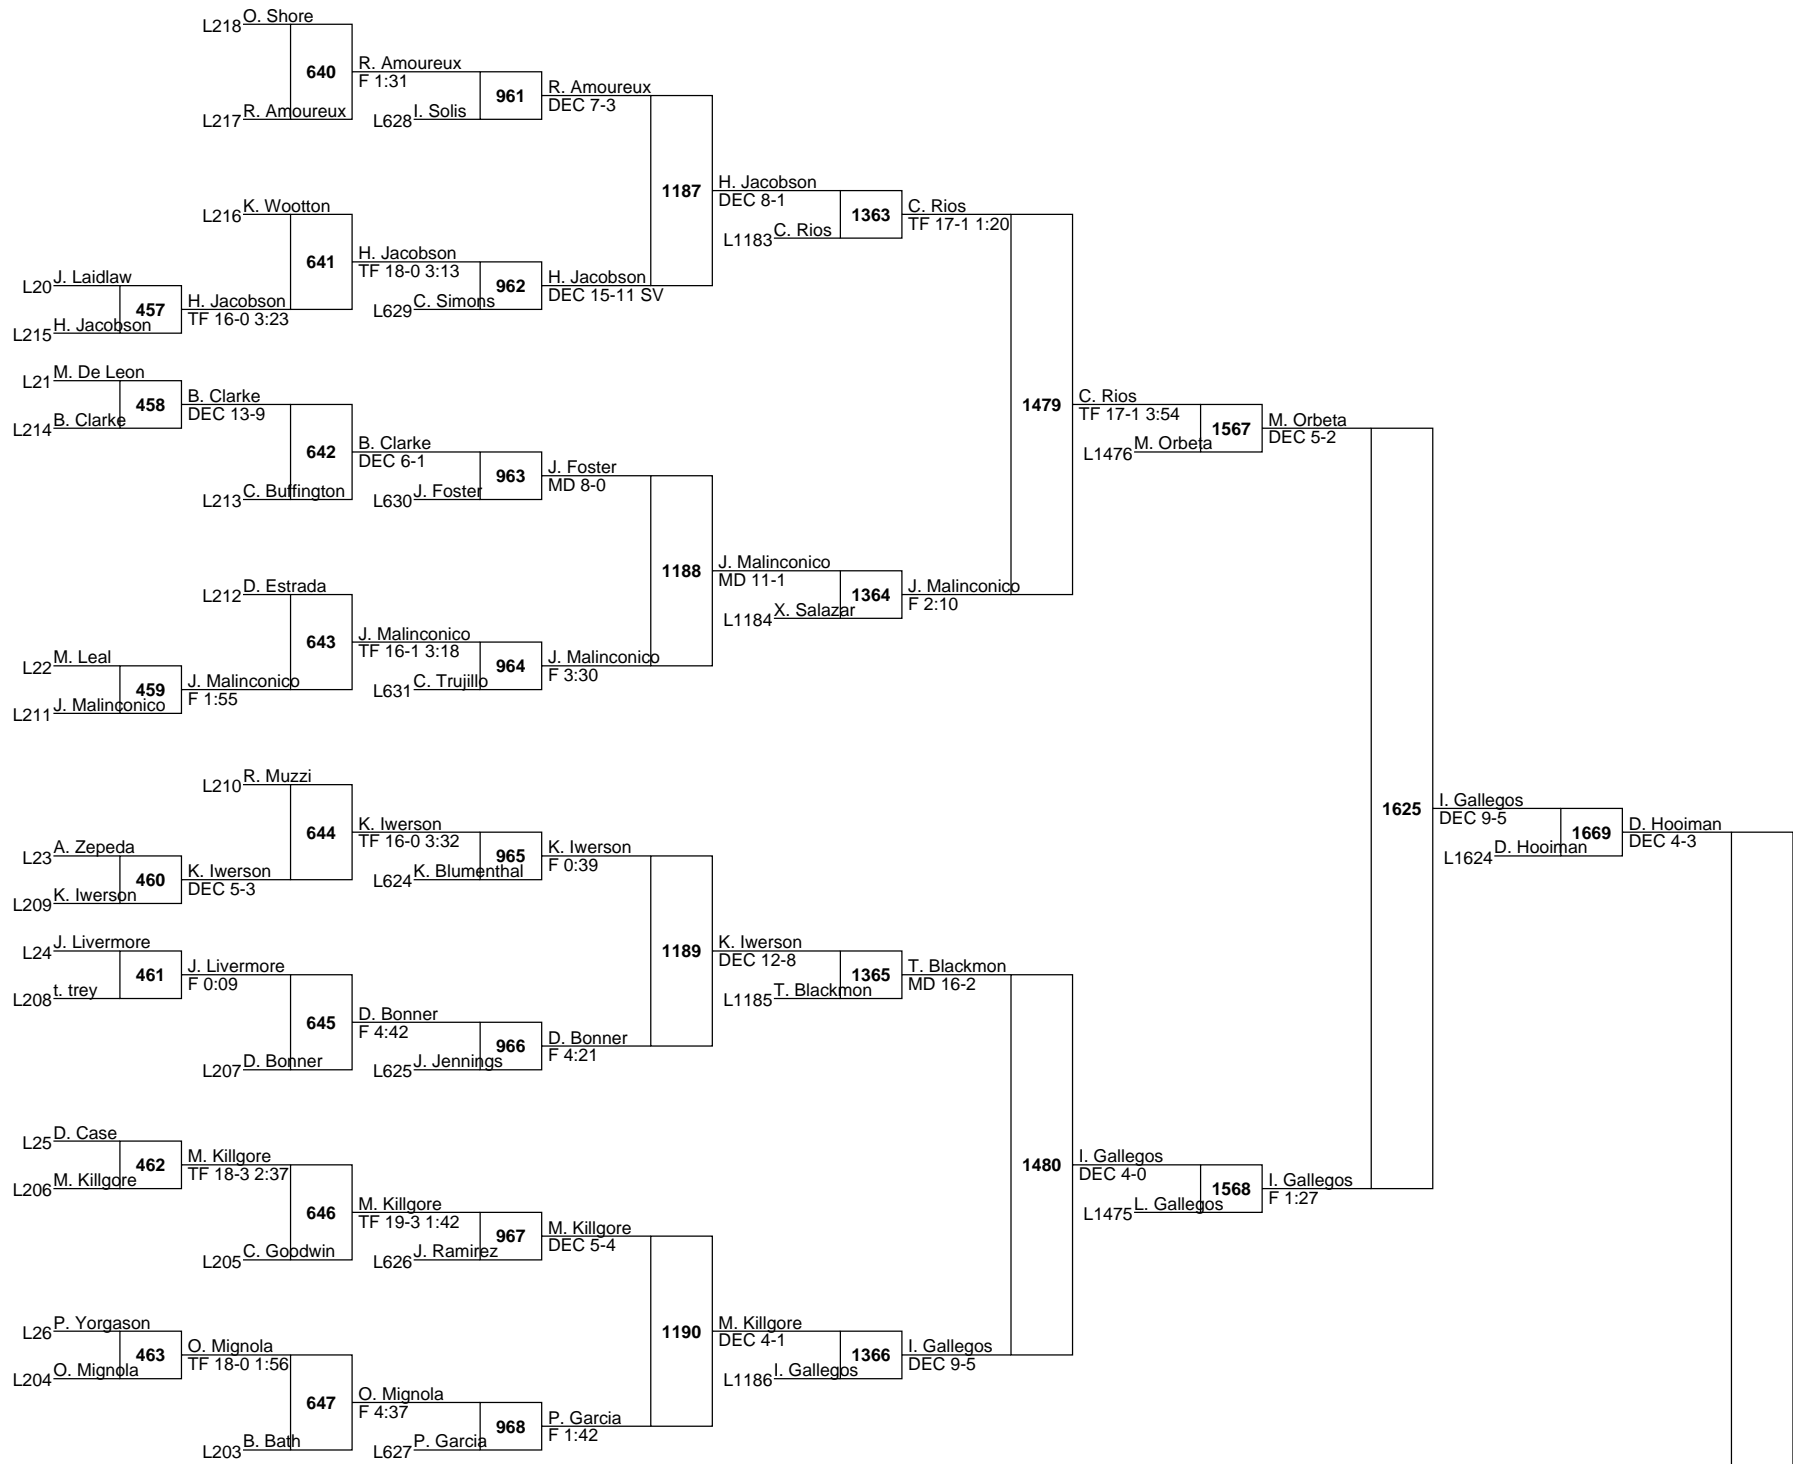 O. Shore
L218
640
R. Amoureux
F 1:31
961
R. Amoureux
DEC 7-3
R. Amoureux
L217
I. Solis
L628
1187
H. Jacobson
DEC 8-1
K. Wootton
L216
1363
C. Rios
TF 17-1 1:20
C. Rios
L1183
641
H. Jacobson
TF 18-0 3:13
J. Laidlaw
L20
962
H. Jacobson
DEC 15-11 SV
457
H. Jacobson
TF 16-0 3:23
C. Simons
L629
H. Jacobson
L215
M. De Leon
L21
458
B. Clarke
DEC 13-9
1479
C. Rios
TF 17-1 3:54
B. Clarke
L214
1567
M. Orbeta
DEC 5-2
642
B. Clarke
DEC 6-1
M. Orbeta
L1476
963
J. Foster
MD 8-0
C. Buffington
L213
J. Foster
L630
1188
J. Malinconico
MD 11-1
D. Estrada
L212
1364
J. Malinconico
F 2:10
X. Salazar
L1184
643
J. Malinconico
TF 16-1 3:18
M. Leal
L22
964
J. Malinconico
F 3:30
459
J. Malinconico
F 1:55
C. Trujillo
L631
J. Malinconico
L211
R. Muzzi
L210
1625
I. Gallegos
DEC 9-5
644
K. Iwerson
TF 16-0 3:32
1669
D. Hooiman
DEC 4-3
A. Zepeda
L23
965
K. Iwerson
F 0:39
D. Hooiman
L1624
460
K. Iwerson
DEC 5-3
K. Blumenthal
L624
K. Iwerson
L209
J. Livermore
L24
1189
K. Iwerson
DEC 12-8
461
J. Livermore
F 0:09
1365
T. Blackmon
MD 16-2
t. trey
L208
T. Blackmon
L1185
645
D. Bonner
F 4:42
966
D. Bonner
F 4:21
D. Bonner
L207
J. Jennings
L625
D. Case
L25
462
M. Killgore
TF 18-3 2:37
1480
I. Gallegos
DEC 4-0
M. Killgore
L206
1568
I. Gallegos
F 1:27
646
M. Killgore
TF 19-3 1:42
L. Gallegos
L1475
967
M. Killgore
DEC 5-4
C. Goodwin
L205
J. Ramirez
L626
P. Yorgason
L26
1190
M. Killgore
DEC 4-1
463
O. Mignola
TF 18-0 1:56
1366
I. Gallegos
DEC 9-5
O. Mignola
L204
I. Gallegos
L1186
647
O. Mignola
F 4:37
968
P. Garcia
F 1:42
B. Bath
L203
P. Garcia
L627